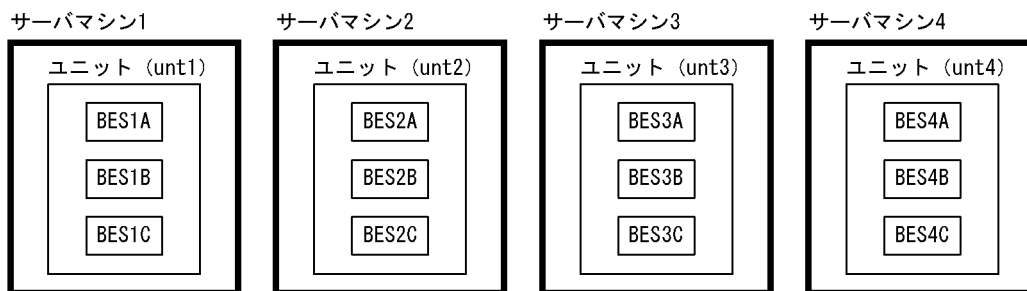 サーバマシン1
サーバマシン2
サーバマシン3
サーバマシン4
ユニット (unt1)
ユニット (unt2)
ユニット (unt3)
ユニット (unt4)
BES1A
BES2A
BES3A
BES4A
BES1B
BES2B
BES3B
BES4B
BES1C
BES2C
BES3C
BES4C